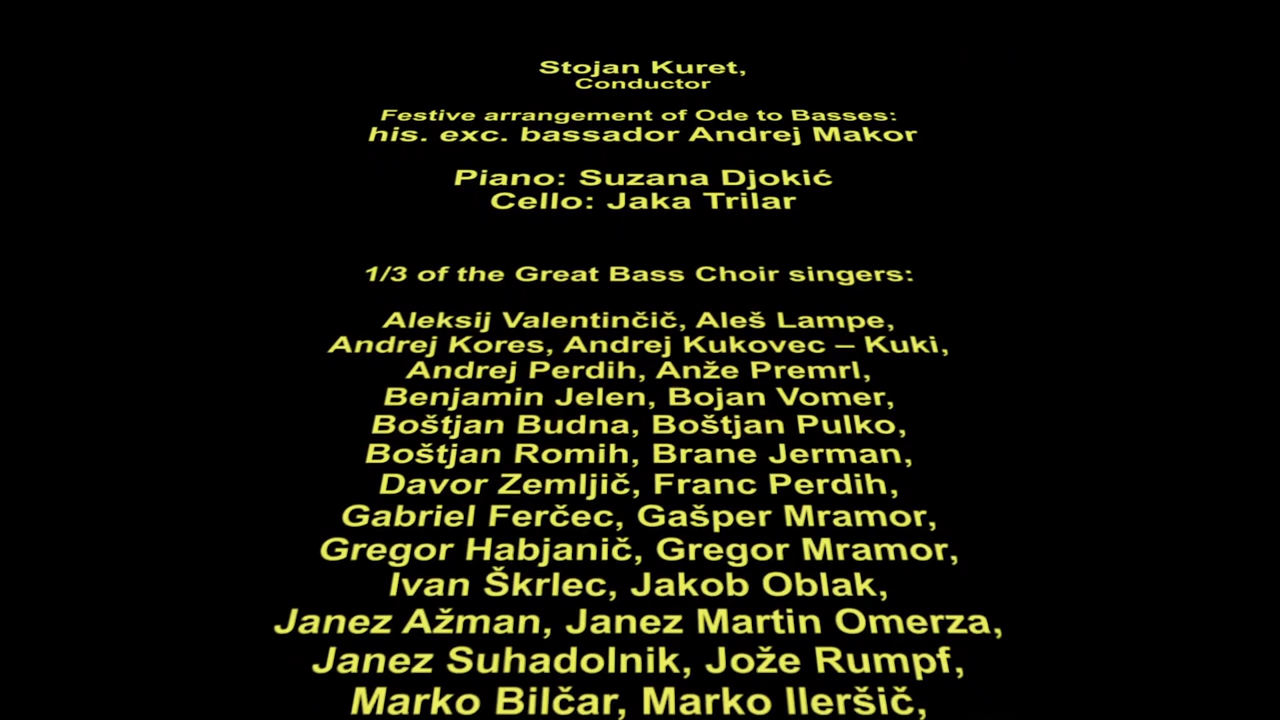 Stojan Kuret,
Conductor
Festive arrangement of Ode to Basses:
his. exc. bassador Andrej Makor
Piano: Suzana Djokić
Cello: Jaka Trilar
1/3 of the Great Bass Choir singers:
Aleksij Valentinčič, Aleš Lampe,
Andrej Kores, Andrej Kukovec – Kuki,
Andrej Perdih, Anže Premrl,
Benjamin Jelen, Bojan Vomer,
Boštjan Budna, Boštjan Pulko,
Boštjan Romih, Brane Jerman,
Davor Zemljič, Franc Perdih,
Gabriel Ferčec, Gašper Mramor,
Gregor Habjanič, Gregor Mramor,
Ivan Škrlec, Jakob Oblak,
Janez Ažman, Janez Martin Omerza,
Janez Suhadolnik, Jože Rumpf,
Marko Bilčar, Marko Ileršič,